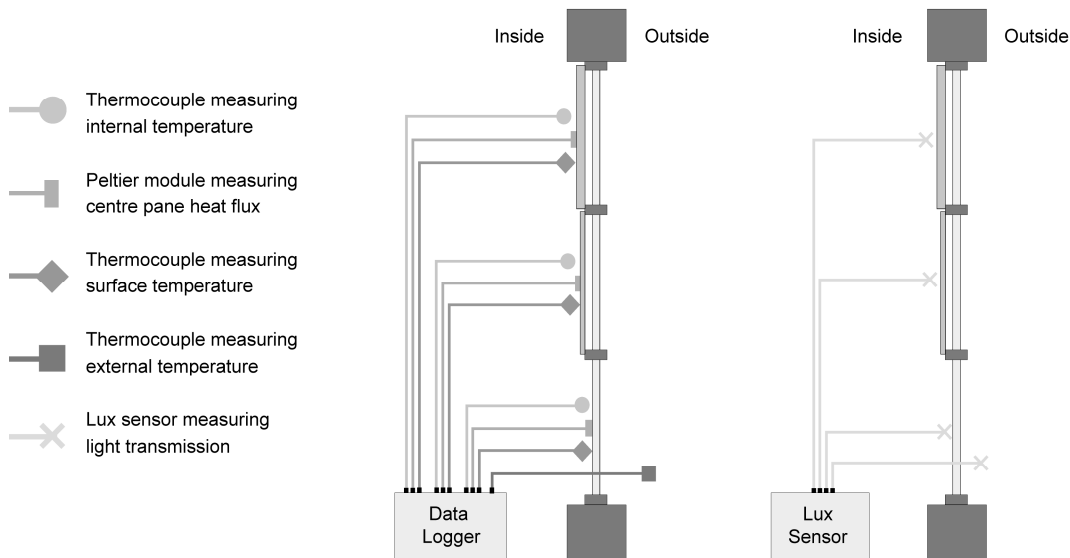 Inside
Outside
Inside
Outside
Thermocouple measuring
internal temperature
Peltier module measuring
centre pane heat flux
Thermocouple measuring
surface temperature
Thermocouple measuring
external temperature
Lux sensor measuring
light transmission
Data
Logger
Lux
Sensor